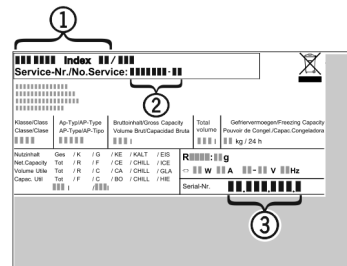 ①
Index /
Service-Nr./No.Service: -
②
Klasse/Class
Classe/Clase
Ap-Typ/AP-Type
AP-Type/AP-Tipo
Bruttoinhalt/Gross Capacity
Volume Brut/Capacidad Bruta
l
Total
volume
l
Gefriervermoegen/Freezing Capacity
Pouvoir de Congel./Capac.Congeladora
kg / 24 h
Nutzinhalt Ges / K / G / KE / KALT / EIS
Net.Capacity Tot / R / F / CE / CHILL / ICE
Volume Utile Tot / R / C / CA / CHILL / GLA
Capac. Util Tot / F / C / BO / CHILL / HIE
l / l
R : g
W A - V Hz
Serial-Nr. . . .
③